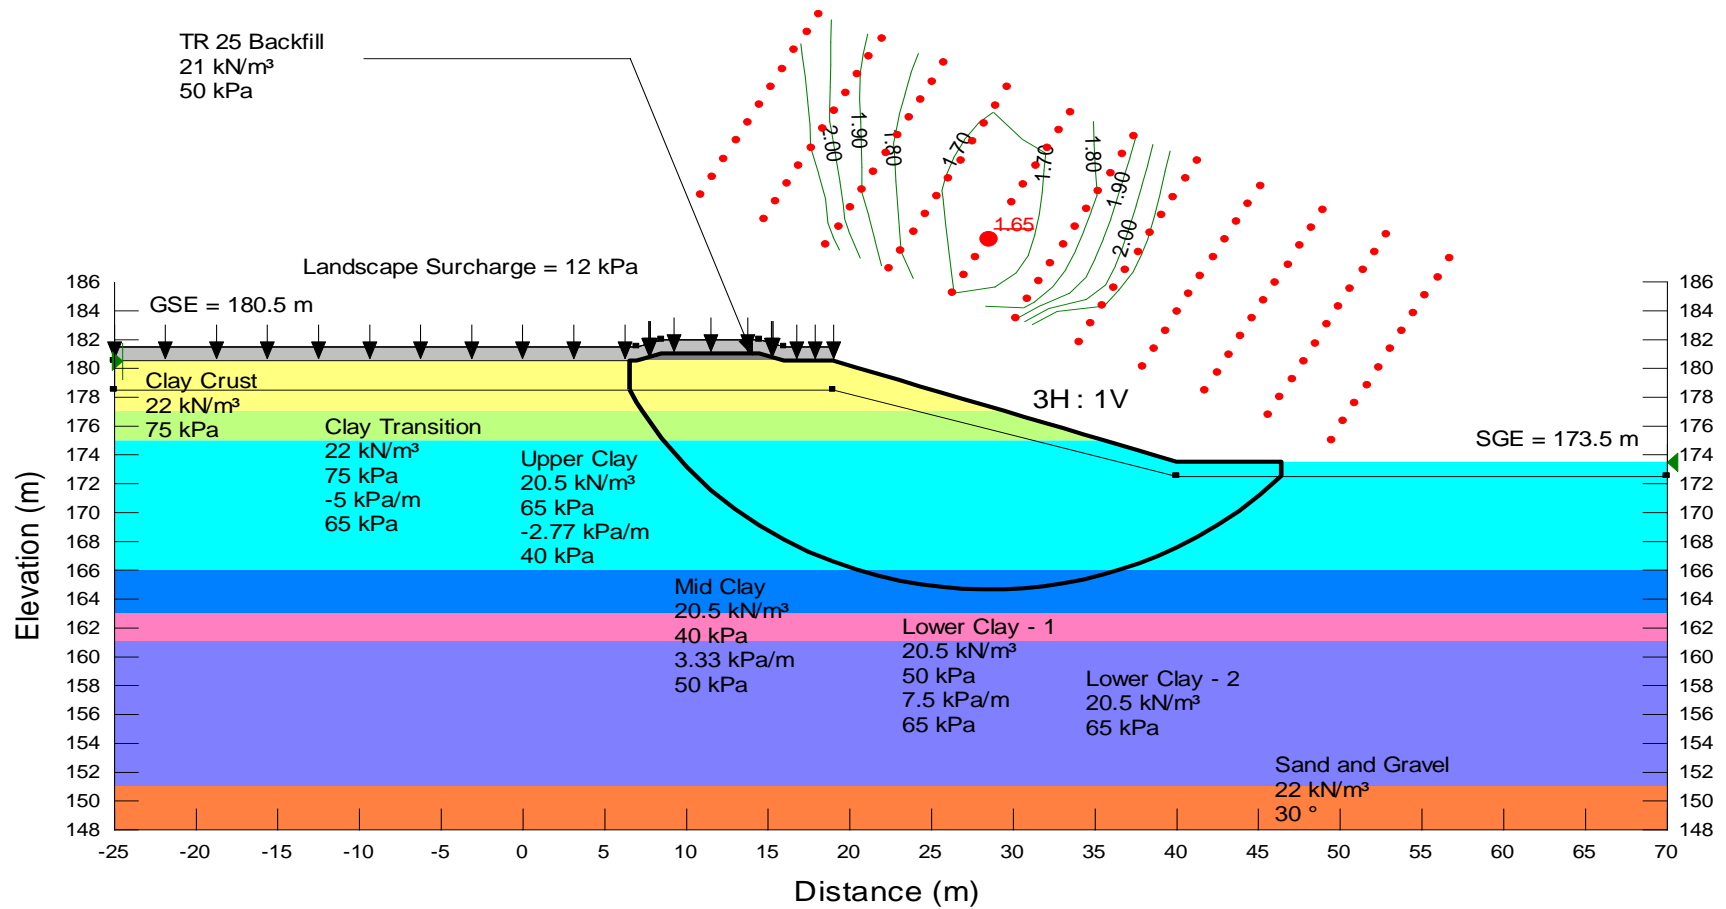 TR 25 Backfill
21 kN/m³
50 kPa
2.00
1.90
1.80
1.70
1.70
1.80
1.90
2.00
1.65
Landscape Surcharge = 12 kPa
GSE = 180.5 m
Clay Crust
22 kN/m³
75 kPa
Clay Transition
22 kN/m³
75 kPa
-5 kPa/m
65 kPa
Upper Clay
20.5 kN/m³
65 kPa
-2.77 kPa/m
40 kPa
3H : 1V
SGE = 173.5 m
Mid Clay
20.5 kN/m³
40 kPa
3.33 kPa/m
50 kPa
Lower Clay - 1
20.5 kN/m³
50 kPa
7.5 kPa/m
65 kPa
Lower Clay - 2
20.5 kN/m³
65 kPa
Sand and Gravel
22 kN/m³
30 °
Elevation (m)
186
184
182
180
178
176
174
172
170
168
166
164
162
160
158
156
154
152
150
148
186
184
182
180
178
176
174
172
170
168
166
164
162
160
158
156
154
152
150
148
-25 -20 -15 -10 -5 0 5 10 15 20 25 30 35 40 45 50 55 60 65 70
Distance (m)